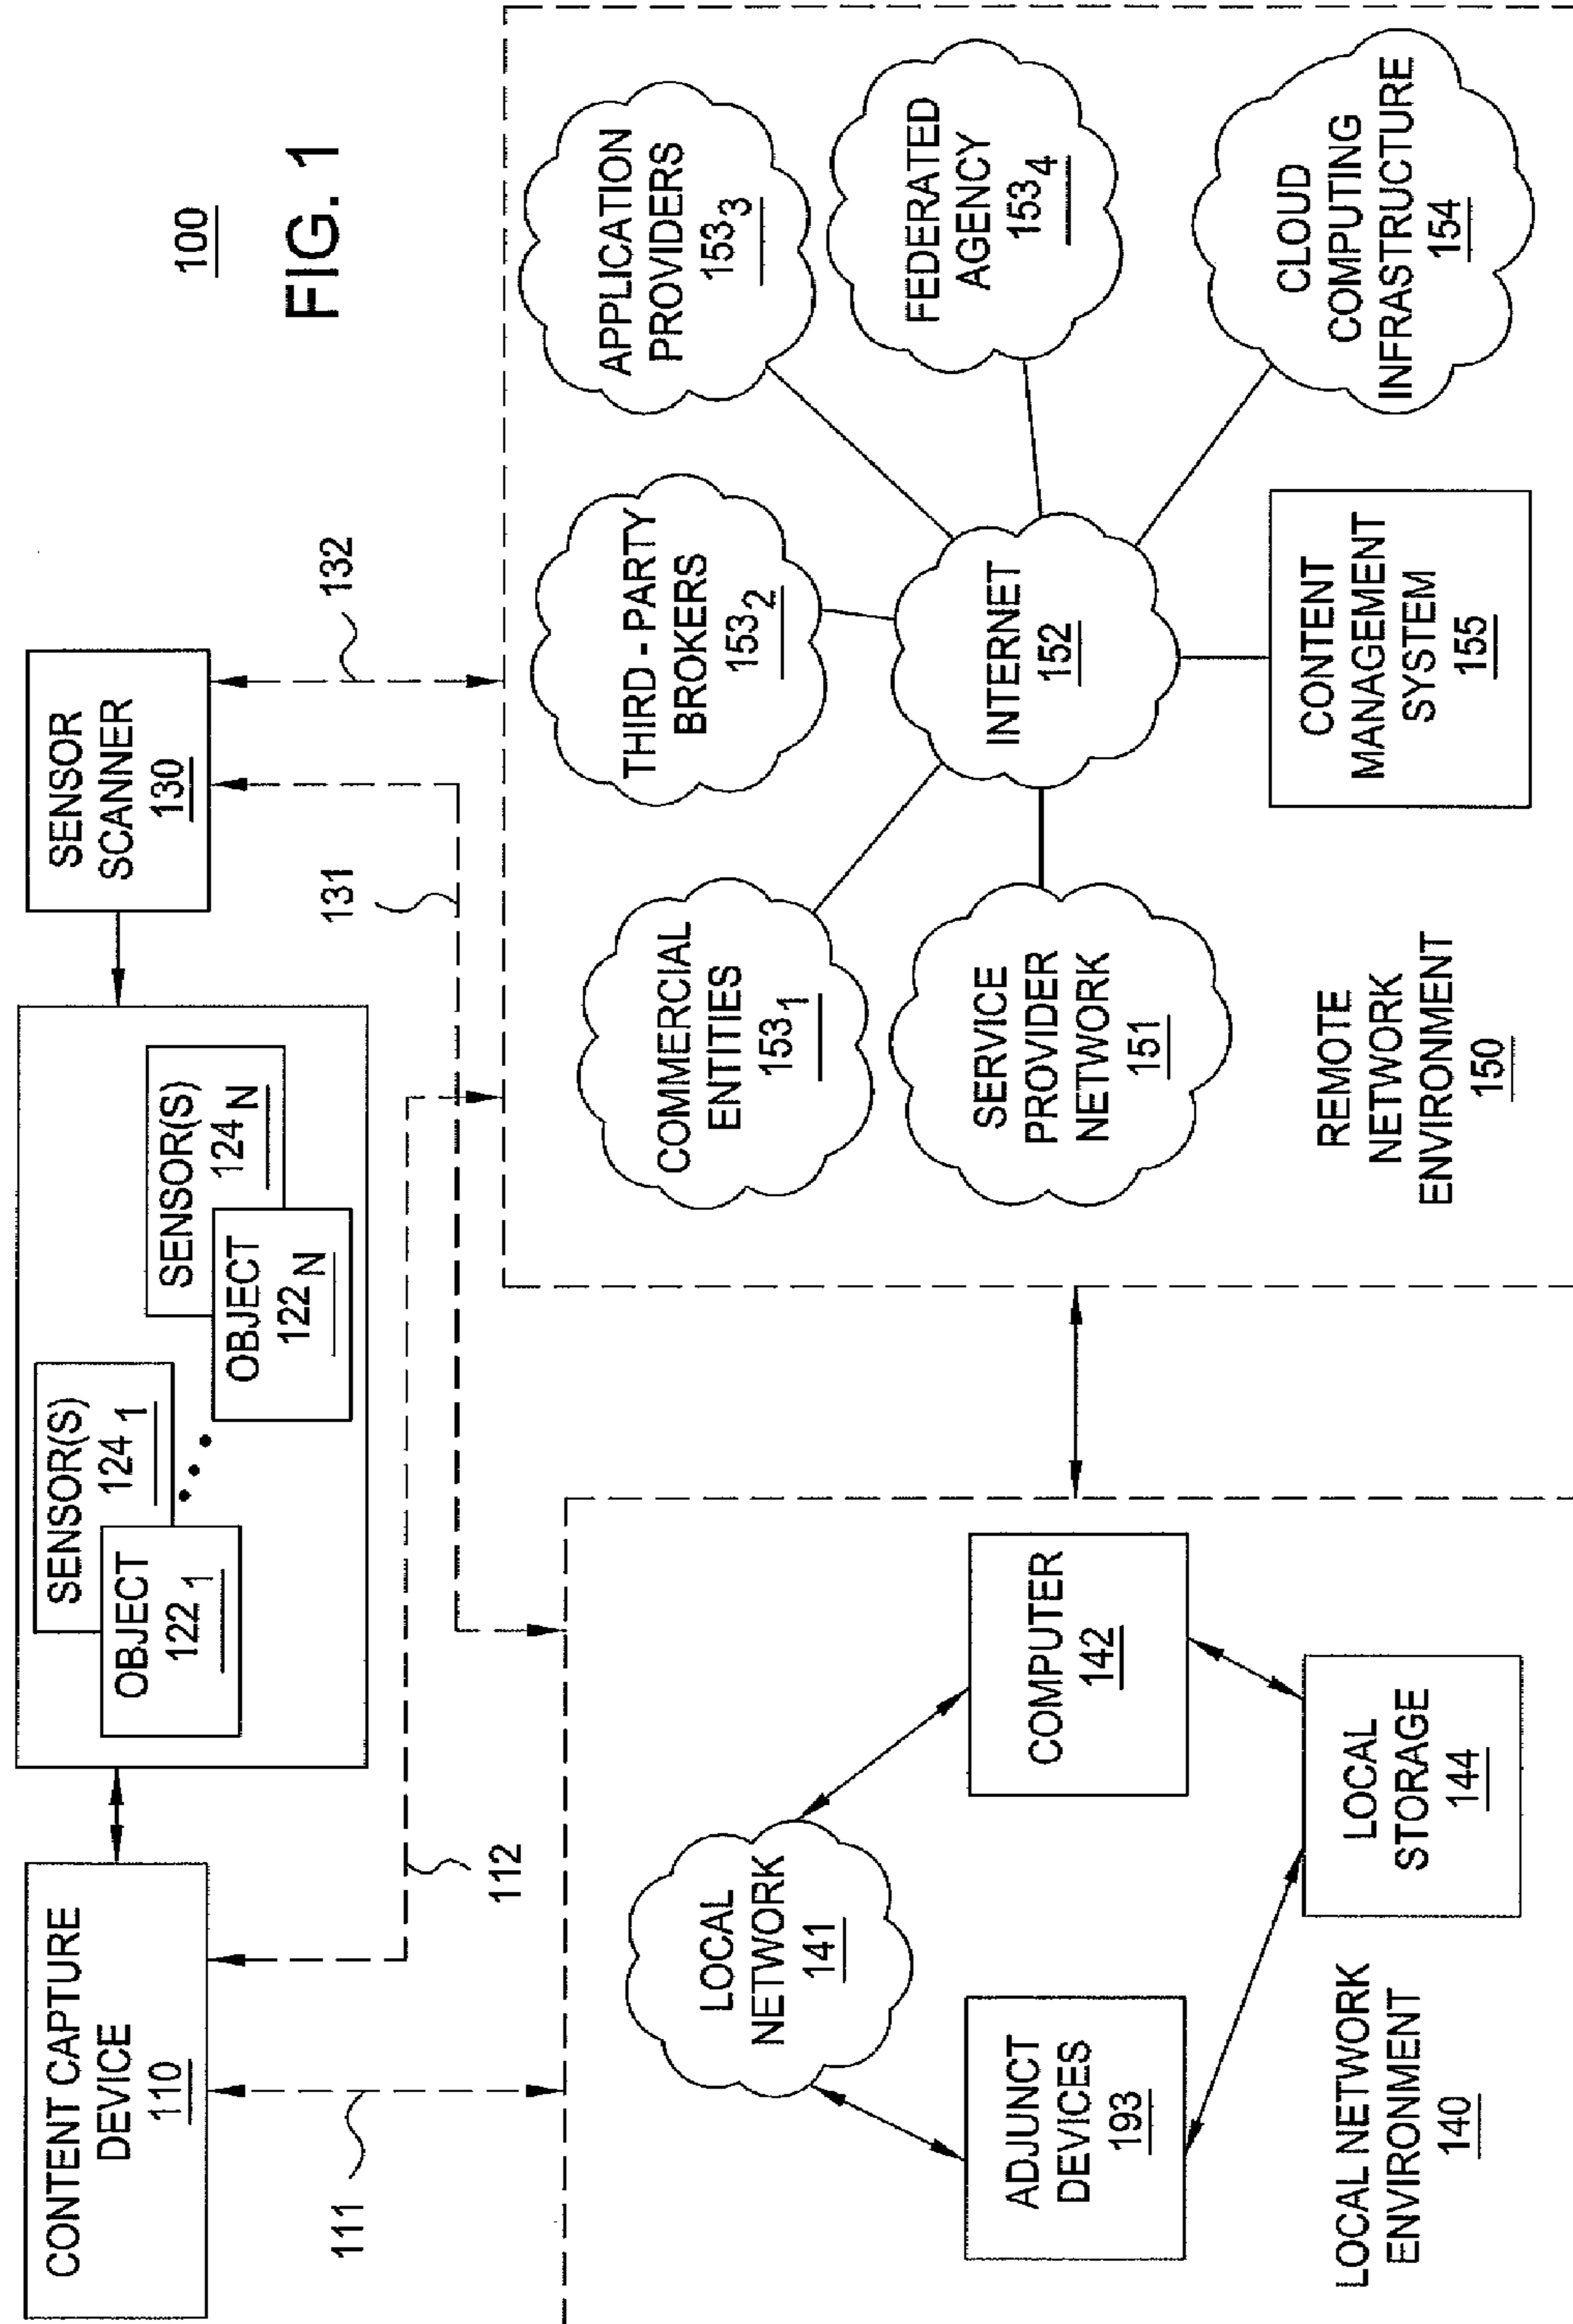 100
FIG. 1
CONTENT CAPTURE
DEVICE
110
OBJECT
122 1
SENSOR(S)
124 1
OBJECT
122 N
SENSOR(S)
124 N
SENSOR
SCANNER
130
111
112
131
132
LOCAL
NETWORK
141
ADJUNCT
DEVICES
193
COMPUTER
142
LOCAL
STORAGE
144
LOCAL NETWORK
ENVIRONMENT
140
COMMERCIAL
ENTITIES
153 1
THIRD - PARTY
BROKERS
153 2
APPLICATION
PROVIDERS
153 3
FEDERATED
AGENCY
153 4
SERVICE
PROVIDER
NETWORK
151
INTERNET
152
CLOUD
COMPUTING
INFRASTRUCTURE
154
CONTENT
MANAGEMENT
SYSTEM
155
REMOTE
NETWORK
ENVIRONMENT
150